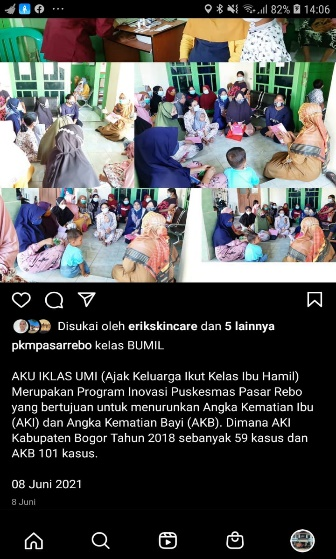 82% 14:06
Disukai oleh erikskincare dan 5 lainnya
pkmpasarrebo kelas BUMIL
AKU IKLAS UMI (Ajak Keluarga Ikut Kelas Ibu Hamil)
Merupakan Program Inovasi Puskesmas Pasar Rebo
yang bertujuan untuk menurunkan Angka Kematian Ibu
(AKI) dan Angka Kematian Bayi (AKB). Dimana AKI
Kabupaten Bogor Tahun 2018 sebanyak 59 kasus dan
AKB 101 kasus.
08 Juni 2021
8 Juni